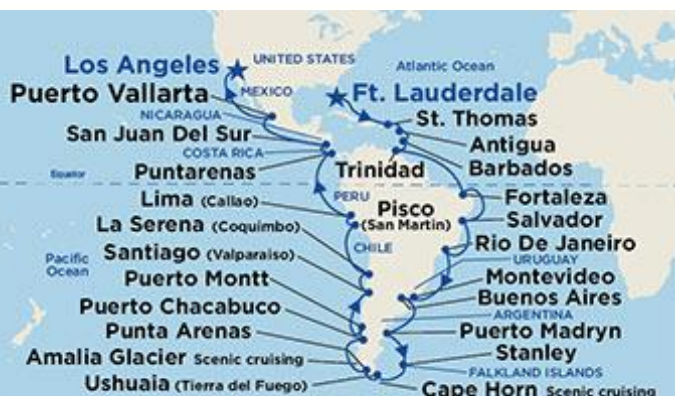 UNITED STATES
Los Angeles
Atlantic Ocean
MEXICO
Ft. Lauderdale
Puerto Vallarta
NICARAGUA
St. Thomas
San Juan Del Sur
Antigua
COSTA RICA
Trinidad
Barbados
Puntarenas
Equator
PERU
Fortaleza
Lima (Callao)
Pisco
(San Martin)
Salvador
La Serena (Coquimbo)
Rio De Janeiro
CHILE
Santiago (Valparaiso)
URUGUAY
Pacific
Ocean
Montevideo
Puerto Montt
Buenos Aires
Puerto Chacabuco
ARGENTINA
Punta Arenas
Puerto Madryn
Amalia Glacier Scenic cruising
Stanley
FALKLAND ISLANDS
Ushuaia (Tierra del Fuego)
Cape Horn Scenic cruising